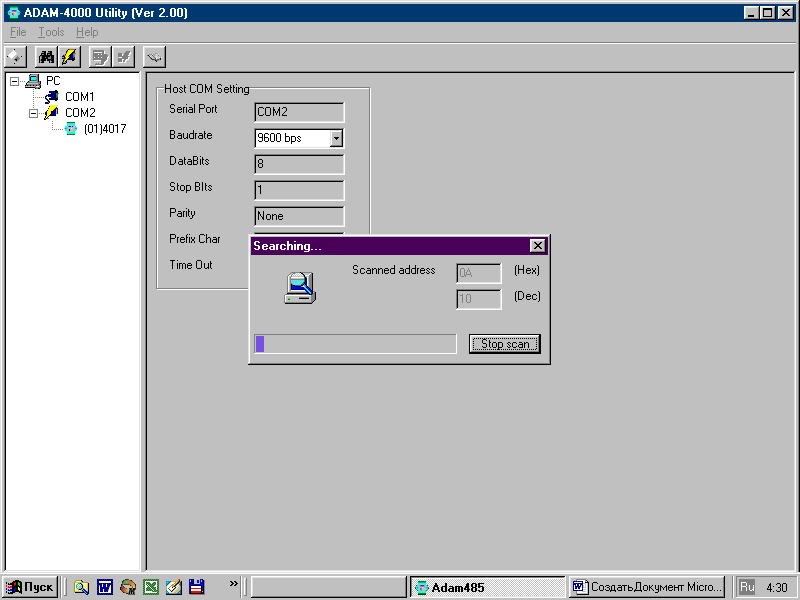 ADAM-4000 Utility (Ver 2.00)
File Tools Help
PC
COM1
COM2
(01)4017
Host COM Setting
Serial Port COM2
Baudrate 9600 bps
DataBits 8
Stop BIts 1
Parity None
Prefix Char
Time Out
Searching...
Scanned address 0A (Hex)
10 (Dec)
Stop scan
Пуск » Adam485 СоздатьДокумент Micro... Ru 4:30